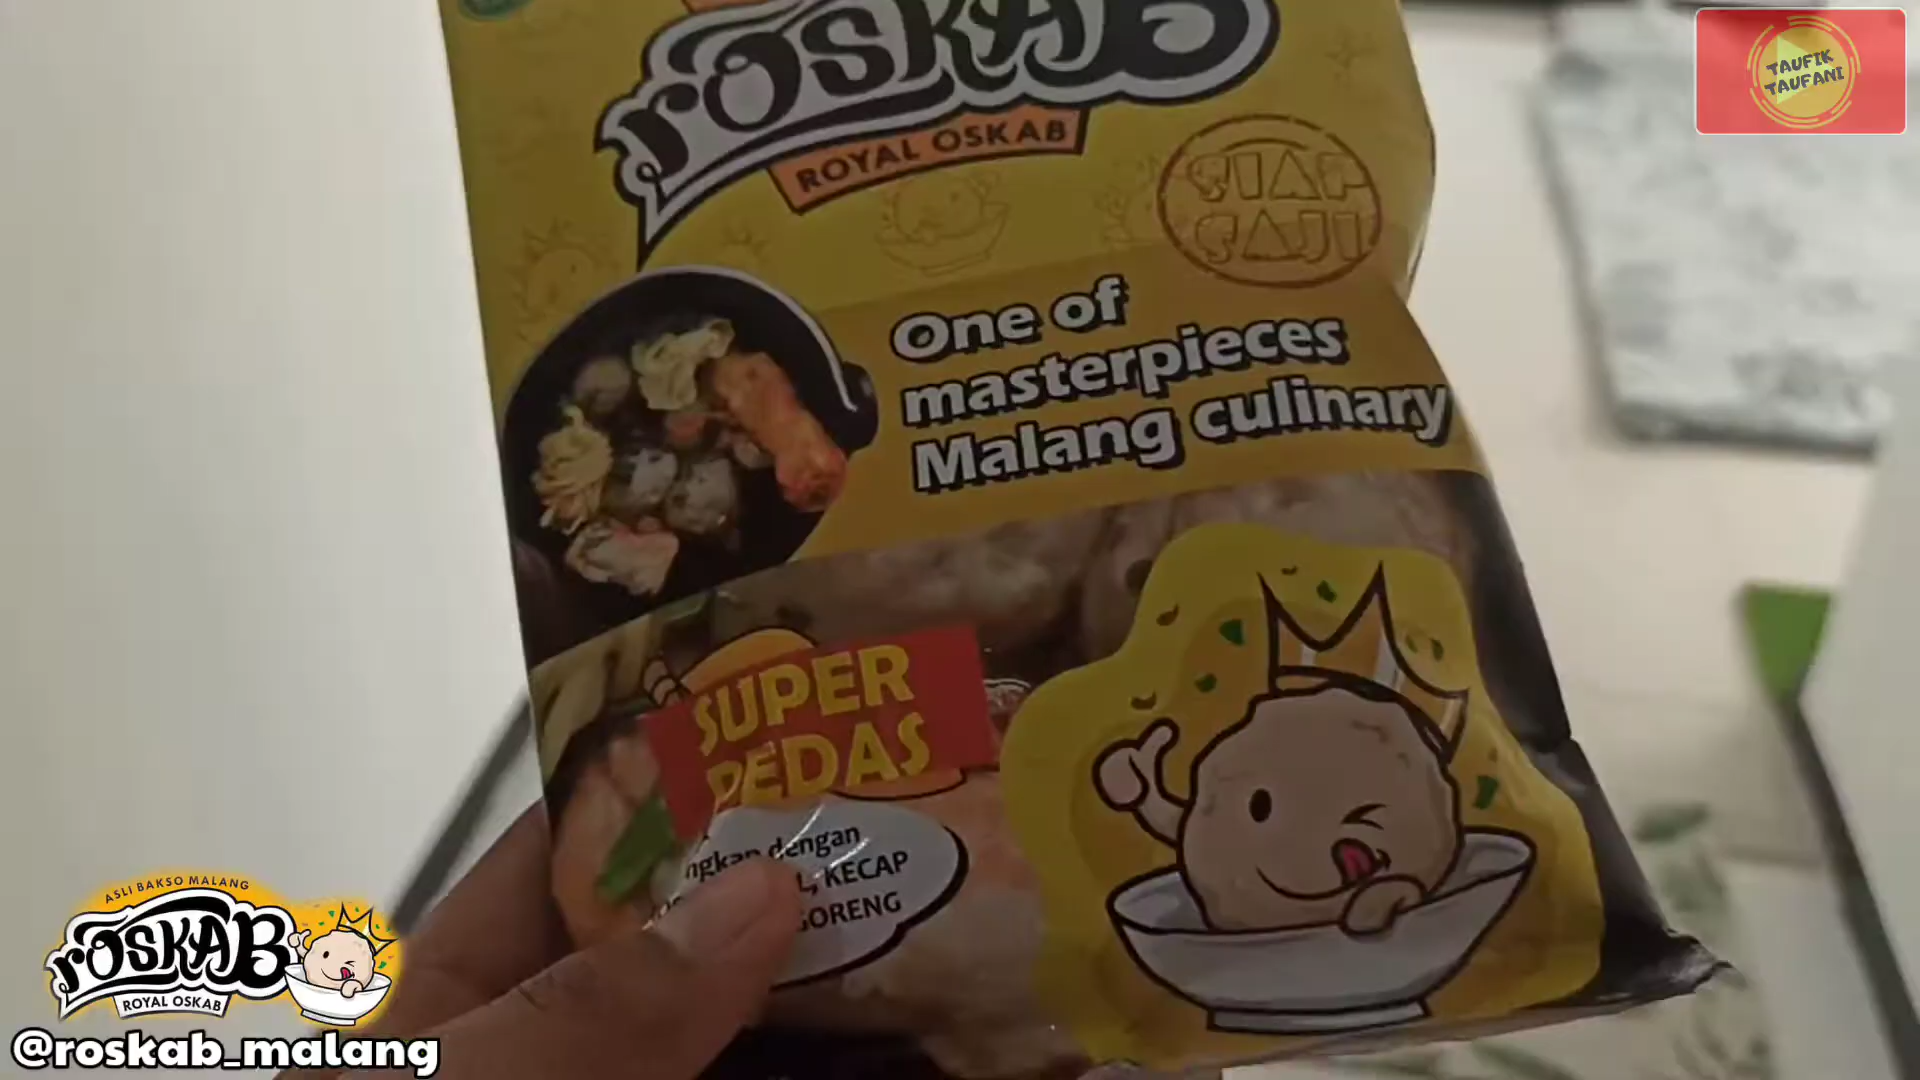 rOSKAB
ROYAL OSKAB
SIAP
SAJI
One of
masterpieces
Malang culinary
SUPER
PEDAS
dengan
KECAP
GORENG
TAUFIK
TAUFANI
ASLI BAKSO MALANG
rOSKAB
ROYAL OSKAB
@roskab_malang